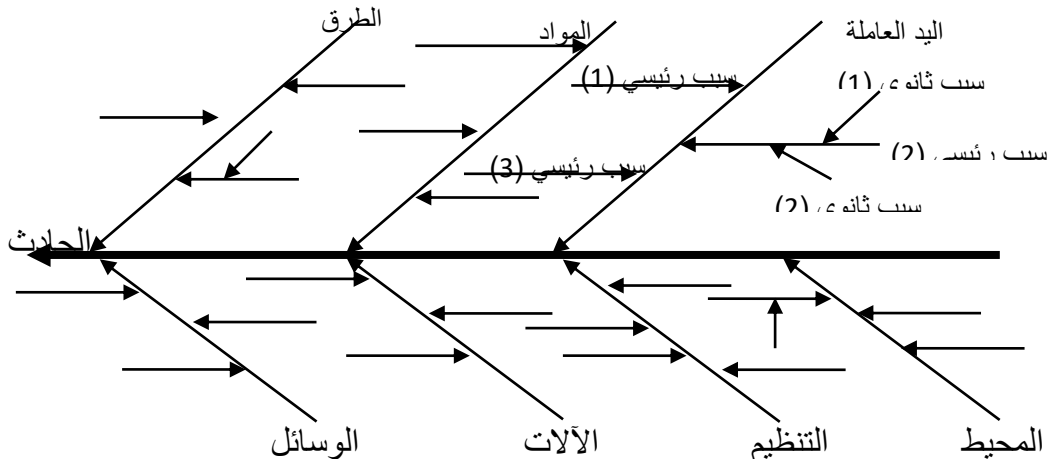 اليد العاملة
المواد
الطرق
سبب رئيسي (1)
سبب ثانوي (1)
سبب رئيسي (2)
سبب رئيسي (3)
سبب ثانوي (2)
الحادث
المحيط
التنظيم
الآلات
الوسائل